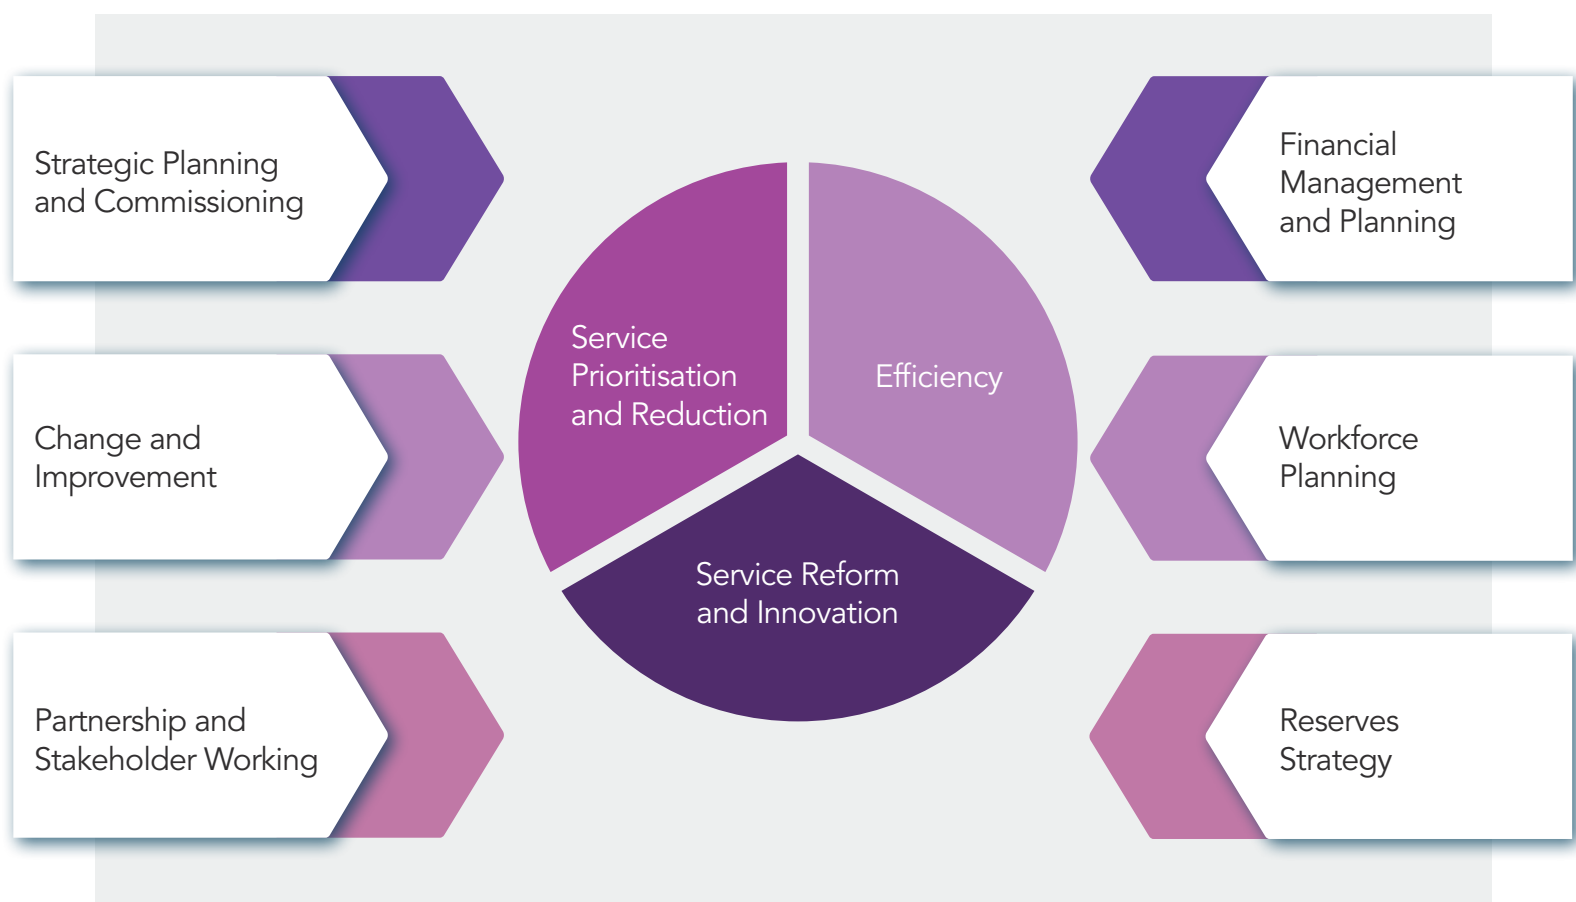 Strategic Planning
and Commissioning
Change and
Improvement
Partnership and
Stakeholder Working
Service
Prioritisation
and Reduction
Efficiency
Service Reform
and Innovation
Financial
Management
and Planning
Workforce
Planning
Reserves
Strategy